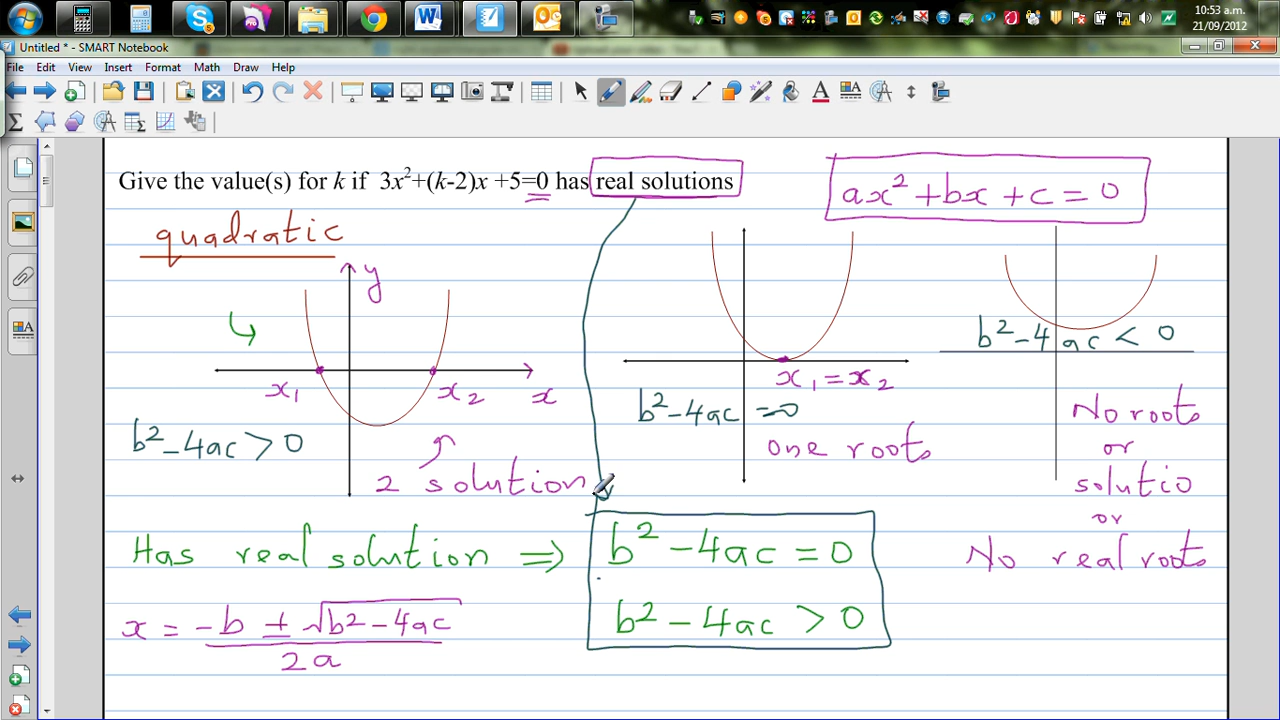 10:53 a.m.
21/09/2012
Untitled * - SMART Notebook
File Edit View Insert Format Math Draw Help
Give the value(s) for k if 3x²+(k-2)x +5=0 has real solutions
ax² + bx + c = 0
quadratic
y
x₁
x₂
x
b² - 4ac > 0
2 solution
x₁ = x₂
b² - 4ac = 0
one roots
b² - 4ac < 0
No roots
or
solutio
or
No real roots
Has real solution ⇒ b² - 4ac = 0
b² - 4ac > 0
x = -b ± √b² - 4ac
2a